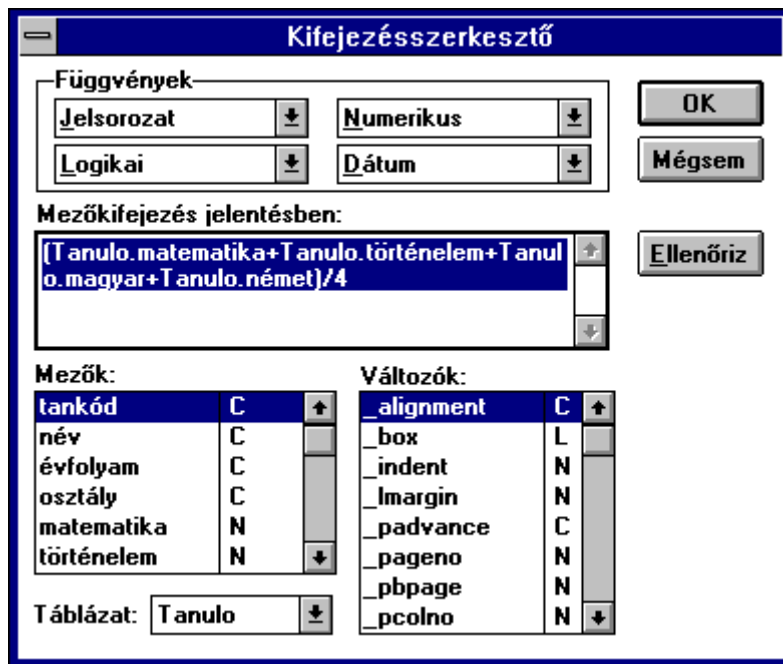 Kifejezésszerkesztő
Függvények
Jelsorozat
Numerikus
OK
Logikai
Dátum
Mégsem
Mezőkifejezés jelentésben:
(Tanulo.matematika+Tanulo.történelem+Tanul
o.magyar+Tanulo.német)/4
Ellenőriz
Mezők:
tankód C
név C
évfolyam C
osztály C
matematika N
történelem N
Táblázat: Tanulo
Változók:
_alignment C
_box L
_indent N
_lmargin N
_padvance C
_pageno N
_pbpage N
_pcolno N